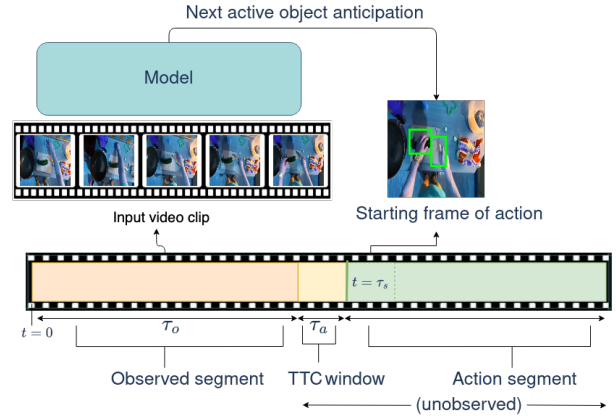 Next active object anticipation
Model
Input video clip
Starting frame of action
t = τₛ
t = 0
τₒ
τₐ
Observed segment
TTC window
Action segment
(unobserved)